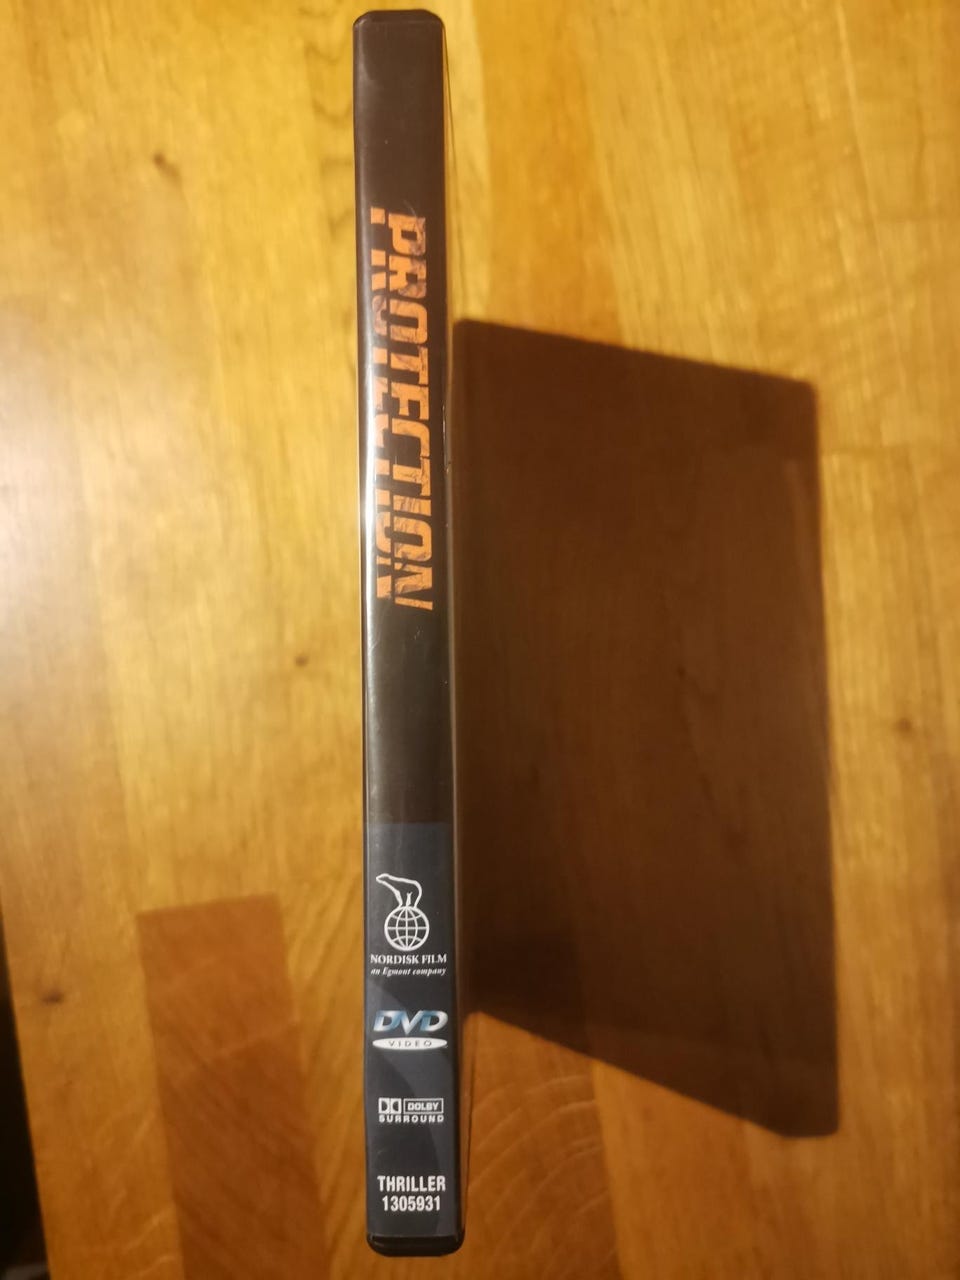 PROTECTION
NORDISK FILM
an Egmont company
DVD
VIDEO
DOLBY
SURROUND
THRILLER
1305931